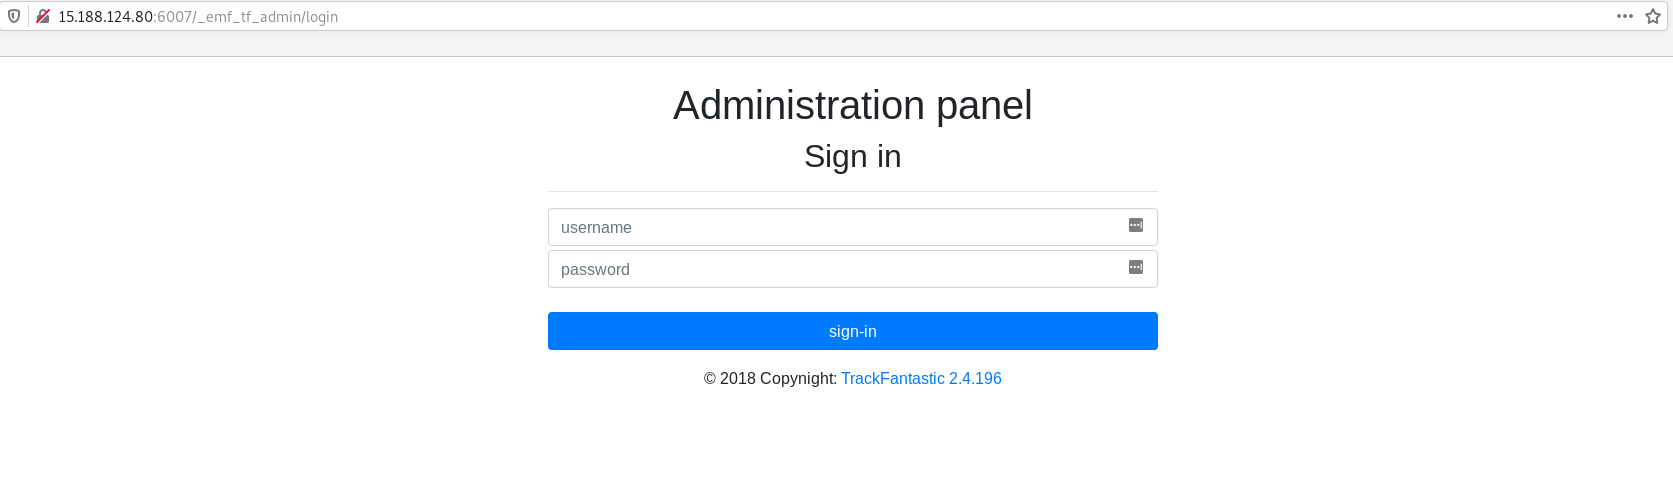 15.188.124.80:6007/_emf_tf_admin/login
Administration panel
Sign in
username
password
sign-in
© 2018 Copynight: TrackFantastic 2.4.196